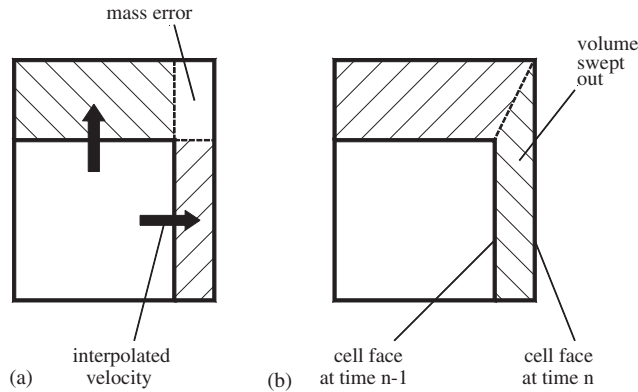 mass error
volume
swept
out
interpolated
velocity
(a)
cell face
at time n-1
cell face
at time n
(b)